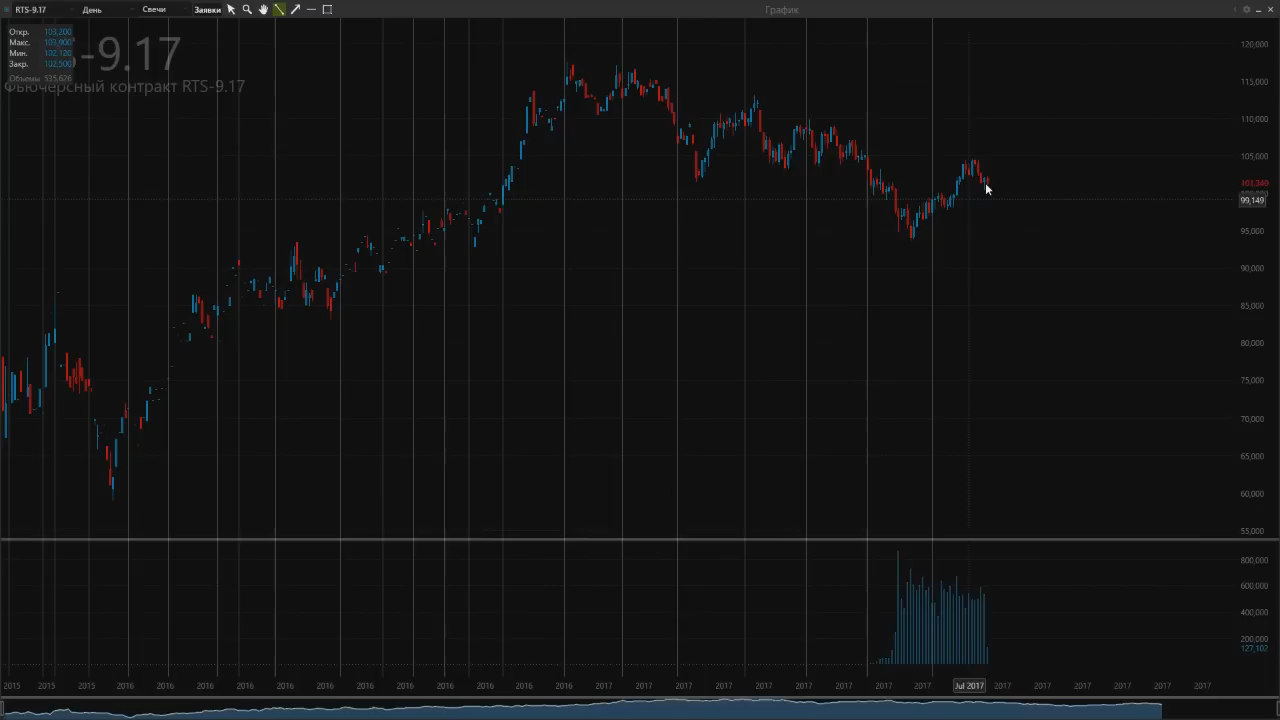 RTS-9.17 День Свечи Заявки График
Откр. 103,200
Макс. 103,900
Мин. 102,120
Закр. 102,500
Объемы 535,626
S-9.17
Фьючерсный контракт RTS-9.17
120,000
115,000
110,000
105,000
101,340
99,149
95,000
90,000
85,000
80,000
75,000
70,000
65,000
60,000
55,000
800,000
600,000
400,000
200,000
127,102
2015 2015 2015 2016 2016 2016 2016 2016 2016 2016 2016 2016 2016 2016 2016 2017 2017 2017 2017 2017 2017 2017 2017 2017 Jul 2017 2017 2017 2017 2017 2017 2017